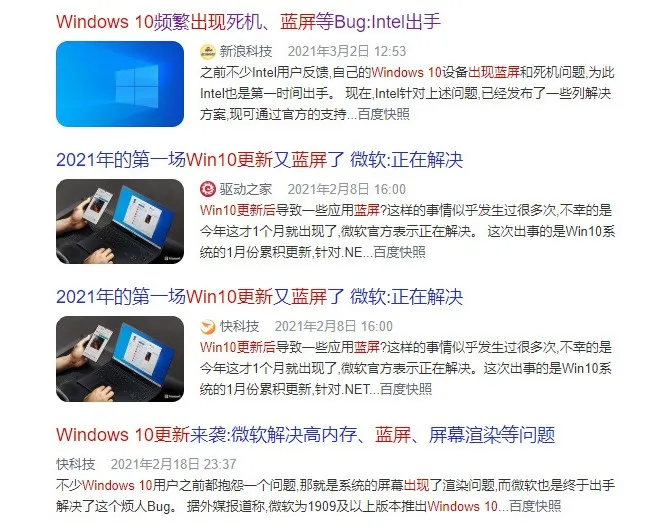 Windows 10频繁出现死机、蓝屏等Bug:Intel出手
新浪科技 2021年3月2日 12:53
之前不少Intel用户反馈,自己的Windows 10设备出现蓝屏和死机问题,为此
Intel也是第一时间出手。 现在,Intel针对上述问题,已经发布了一些列解决
方案,现可通过官方的支持...百度快照
2021年的第一场Win10更新又蓝屏了 微软:正在解决
驱动之家 2021年2月8日 16:00
Win10更新后导致一些应用蓝屏?这样的事情似乎发生过很多次,不幸的是
今年这才1个月就出现了,微软官方表示正在解决。 这次出事的是Win10系
统的1月份累积更新,针对.NE...百度快照
2021年的第一场Win10更新又蓝屏了 微软:正在解决
快科技 2021年2月8日 16:00
Win10更新后导致一些应用蓝屏?这样的事情似乎发生过很多次,不幸的是
今年这才1个月就出现了,微软官方表示正在解决。这次出事的是Win10系
统的1月份累积更新,针对.NET...百度快照
Windows 10更新来袭:微软解决高内存、蓝屏、屏幕渲染等问题
快科技 2021年2月18日 23:37
不少Windows 10用户之前都抱怨一个问题,那就是系统的屏幕出现了渲染问题,而微软也是终于出手
解决了这个烦人Bug。 据外媒报道称,微软为1909及以上版本推出Windows 10...百度快照